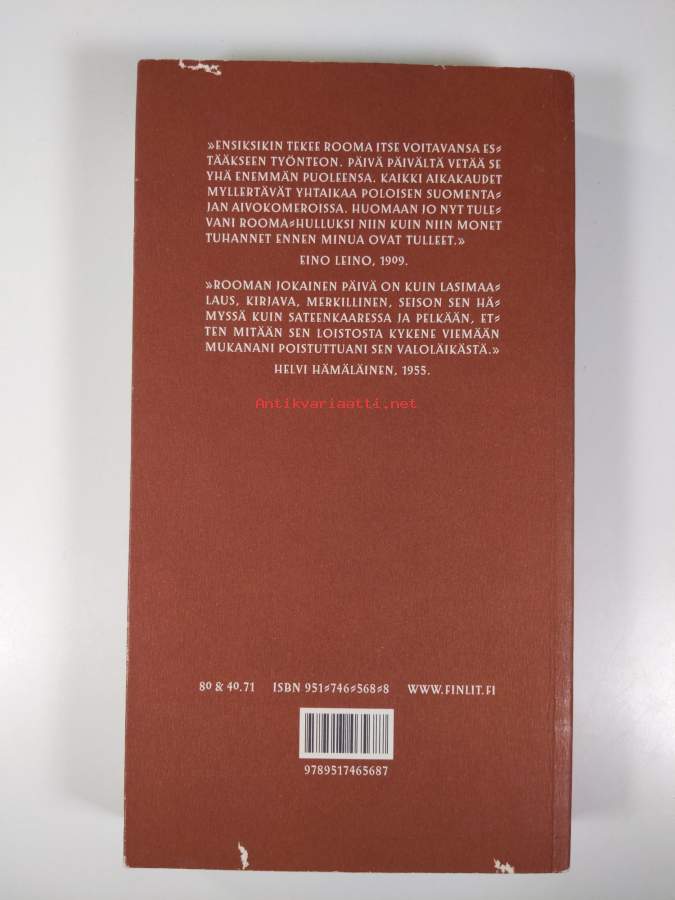 »ENSIKSIKIN TEKEE ROOMA ITSE VOITAVANSA ES=
TÄÄKSEEN TYÖNTEON. PÄIVÄ PÄIVÄLTÄ VETÄÄ SE
YHÄ ENEMMÄN PUOLEENSA. KAIKKI AIKAKAUDET
MYLLERTÄVÄT YHTAIKAA POLOISEN SUOMENTA=
JAN AIVOKOMEROISSA. HUOMAAN JO NYT TULE=
VANI ROOMA=HULLUKSI NIIN KUIN NIIN MONET
TUHANNET ENNEN MINUA OVAT TULLEET.»
EINO LEINO, 1909.
»ROOMAN JOKAINEN PÄIVÄ ON KUIN LASIMAA=
LAUS, KIRJAVA, MERKILLINEN, SEISON SEN HÄ=
MYSSÄ KUIN SATEENKAARESSA JA PELKÄÄN, ET=
TEN MITÄÄN SEN LOISTOSTA KYKENE VIEMÄÄN
MUKANANI POISTUTTUANI SEN VALOLÄIKÄSTÄ.»
HELVI HÄMÄLÄINEN, 1955.
Antikvariaatti.net
80 & 40.71 ISBN 951=746=568=8 WWW.FINLIT.FI
9789517465687